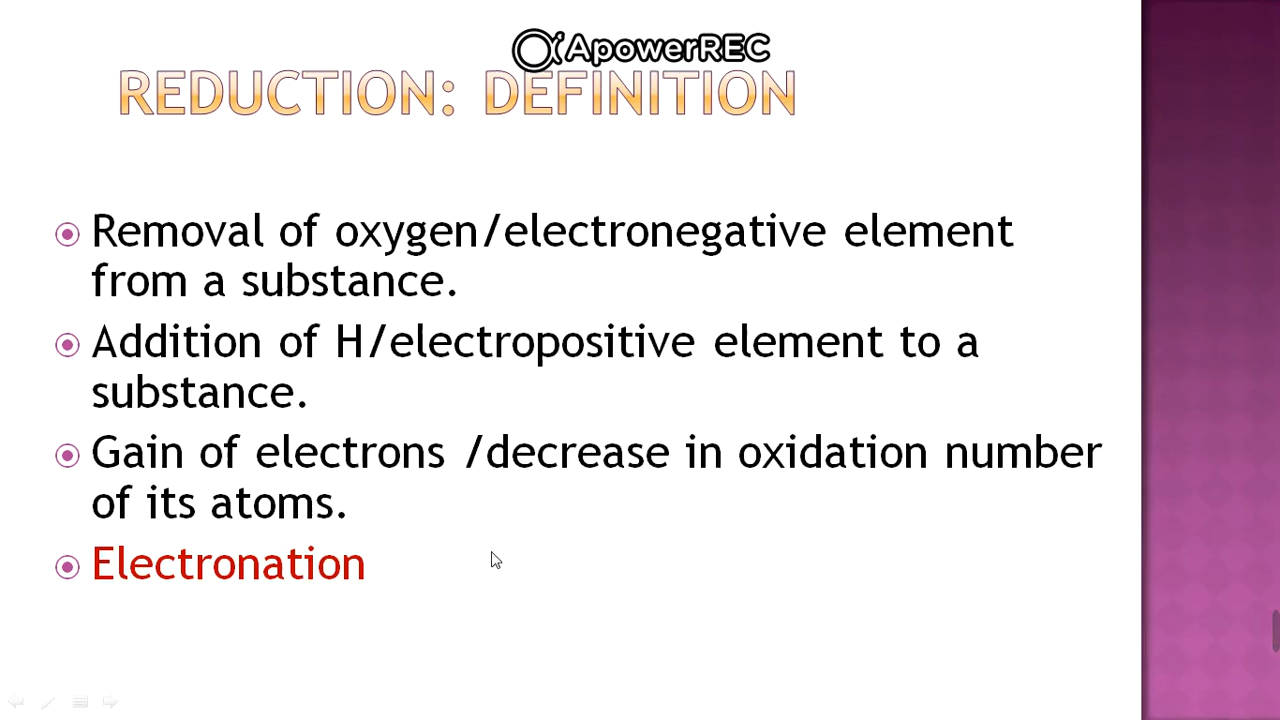 ApowerREC
REDUCTION: DEFINITION
Removal of oxygen/electronegative element
from a substance.
Addition of H/electropositive element to a
substance.
Gain of electrons /decrease in oxidation number
of its atoms.
Electronation